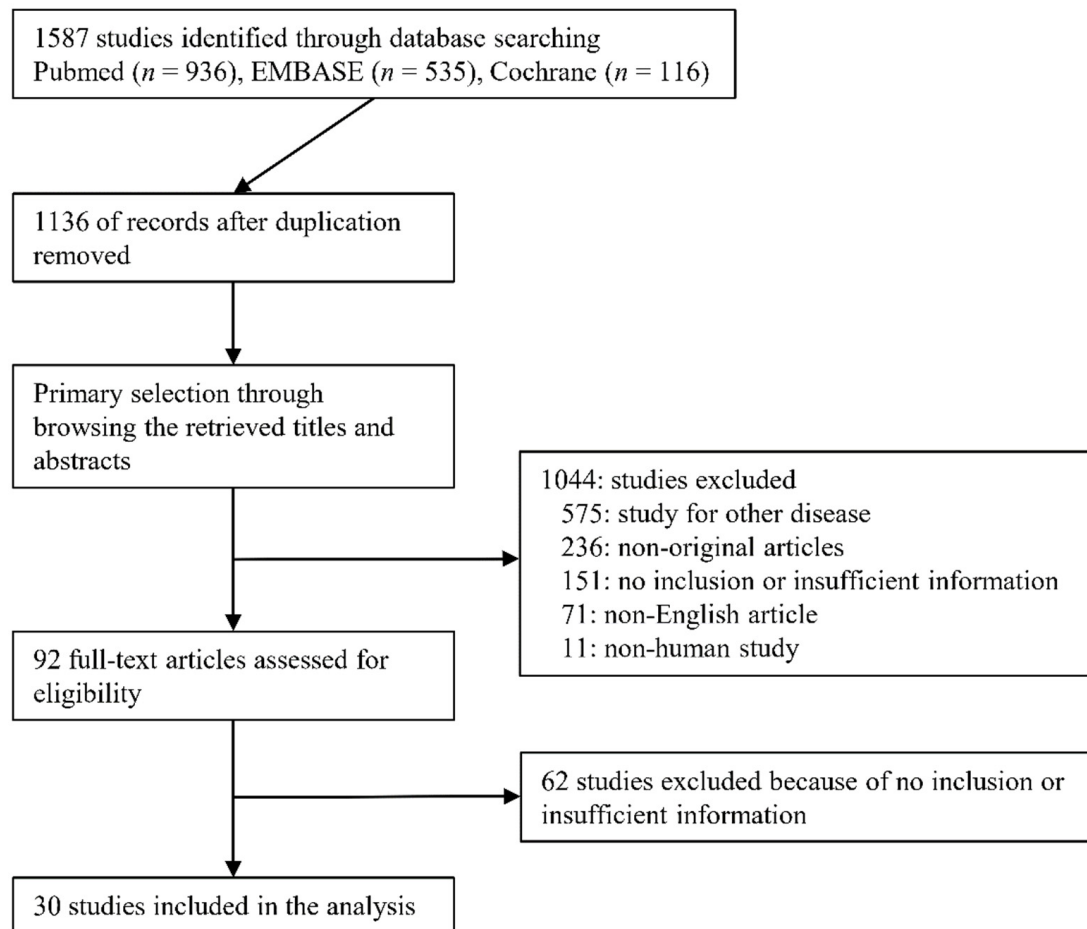 1587 studies identified through database searching
Pubmed (n = 936), EMBASE (n = 535), Cochrane (n = 116)
1136 of records after duplication
removed
Primary selection through
browsing the retrieved titles and
abstracts
1044: studies excluded
575: study for other disease
236: non-original articles
151: no inclusion or insufficient information
71: non-English article
11: non-human study
92 full-text articles assessed for
eligibility
62 studies excluded because of no inclusion or
insufficient information
30 studies included in the analysis